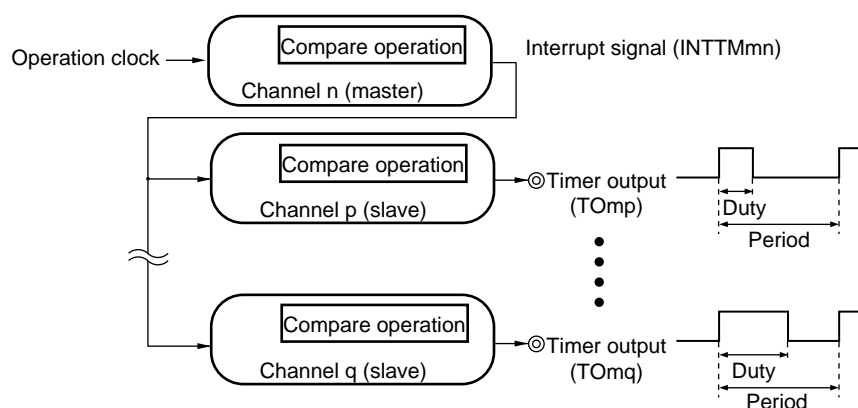 Compare operation
Operation clock
Interrupt signal (INTTMmn)
Channel n (master)
Compare operation
Timer output
(TOmp)
Channel p (slave)
Duty
Period
Compare operation
Timer output
(TOmq)
Channel q (slave)
Duty
Period